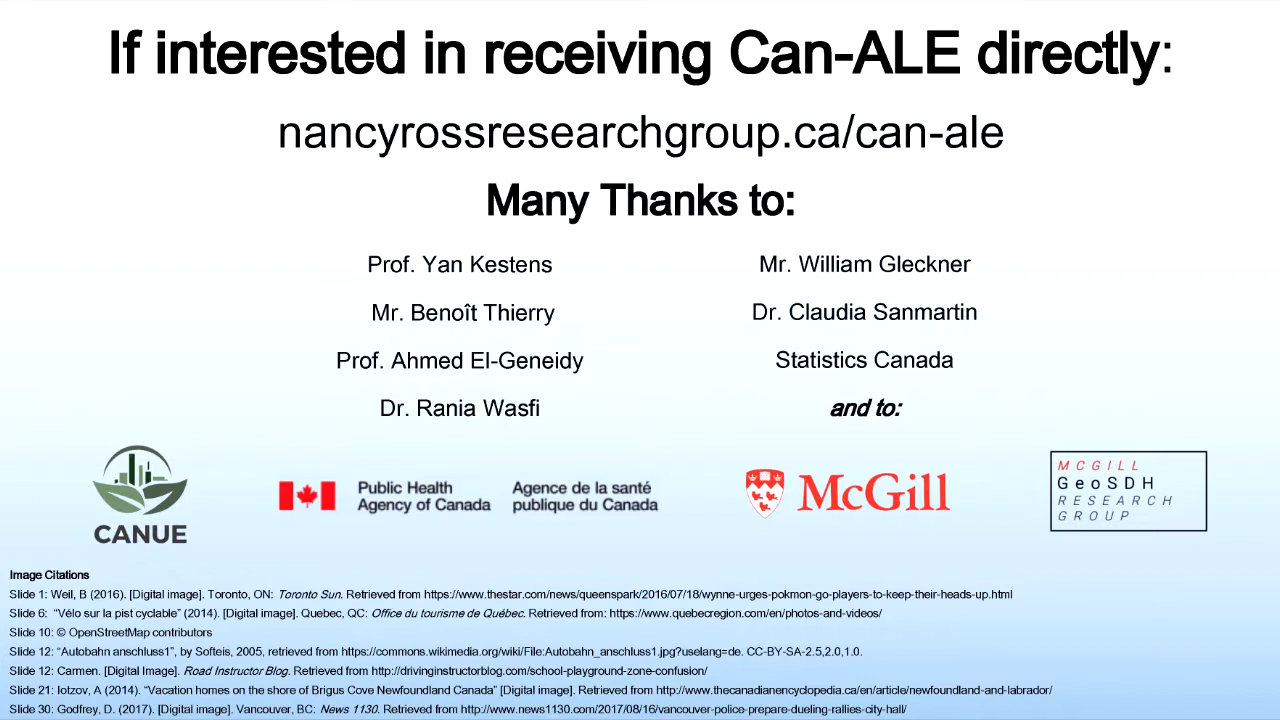 If interested in receiving Can-ALE directly:
nancyrossresearchgroup.ca/can-ale
Many Thanks to:
Prof. Yan Kestens
Mr. Benoît Thierry
Prof. Ahmed El-Geneidy
Dr. Rania Wasfi
Mr. William Gleckner
Dr. Claudia Sanmartin
Statistics Canada
and to:
CANUE
Public Health
Agency of Canada
Agence de la santé
publique du Canada
McGill
MCGILL
GeoSDH
RESEARCH
GROUP
Image Citations
Slide 1: Weil, B (2016). [Digital image]. Toronto, ON: Toronto Sun. Retrieved from https://www.thestar.com/news/queenspark/2016/07/18/wynne-urges-pokmon-go-players-to-keep-their-heads-up.html
Slide 6: “Vélo sur la pist cyclable” (2014). [Digital image]. Quebec, QC: Office du tourisme de Québec. Retrieved from: https://www.quebecregion.com/en/photos-and-videos/
Slide 10: © OpenStreetMap contributors
Slide 12: “Autobahn anschluss1”, by Softeis, 2005, retrieved from https://commons.wikimedia.org/wiki/File:Autobahn_anschluss1.jpg?uselang=de. CC-BY-SA-2.5,2.0,1.0.
Slide 12: Carmen. [Digital Image]. Road Instructor Blog. Retrieved from http://drivinginstructorblog.com/school-playground-zone-confusion/
Slide 21: Iotzov, A (2014). “Vacation homes on the shore of Brigus Cove Newfoundland Canada” [Digital image]. Retrieved from http://www.thecanadianencyclopedia.ca/en/article/newfoundland-and-labrador/
Slide 30: Godfrey, D. (2017). [Digital image]. Vancouver, BC: News 1130. Retrieved from http://www.news1130.com/2017/08/16/vancouver-police-prepare-dueling-rallies-city-hall/